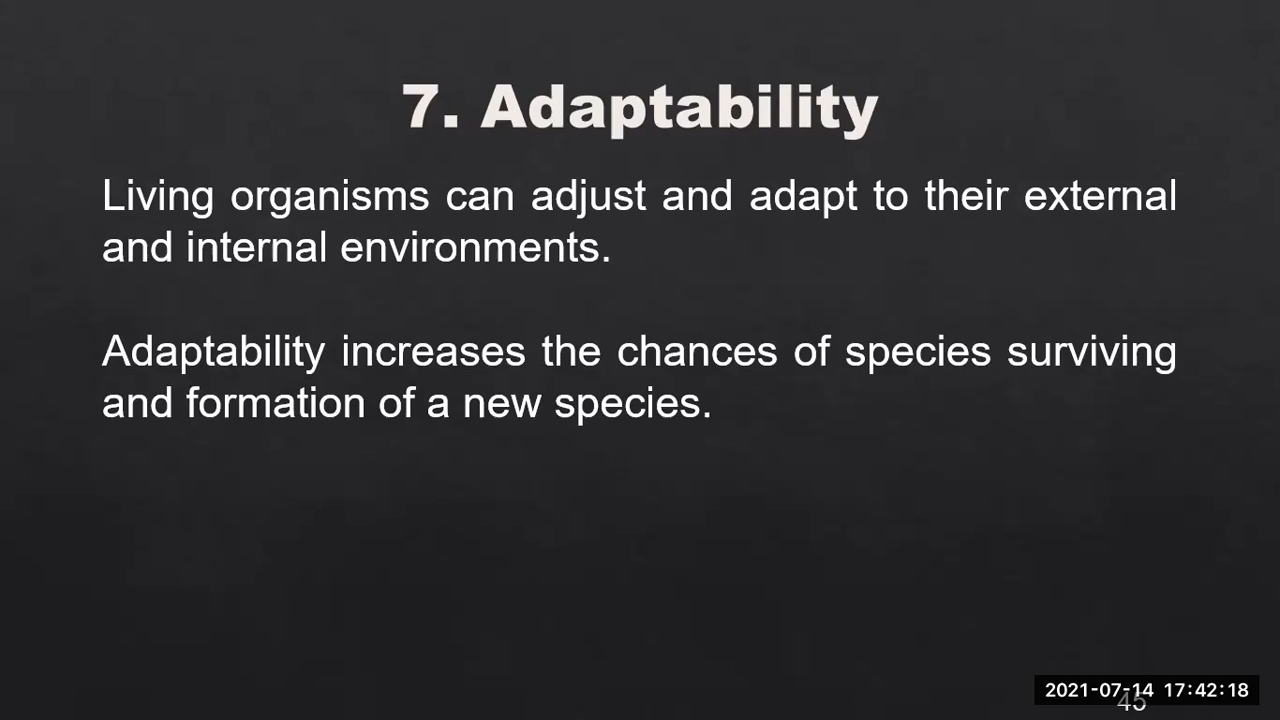 7. Adaptability
Living organisms can adjust and adapt to their external
and internal environments.
Adaptability increases the chances of species surviving
and formation of a new species.
2021-07-14 17:42:18
45